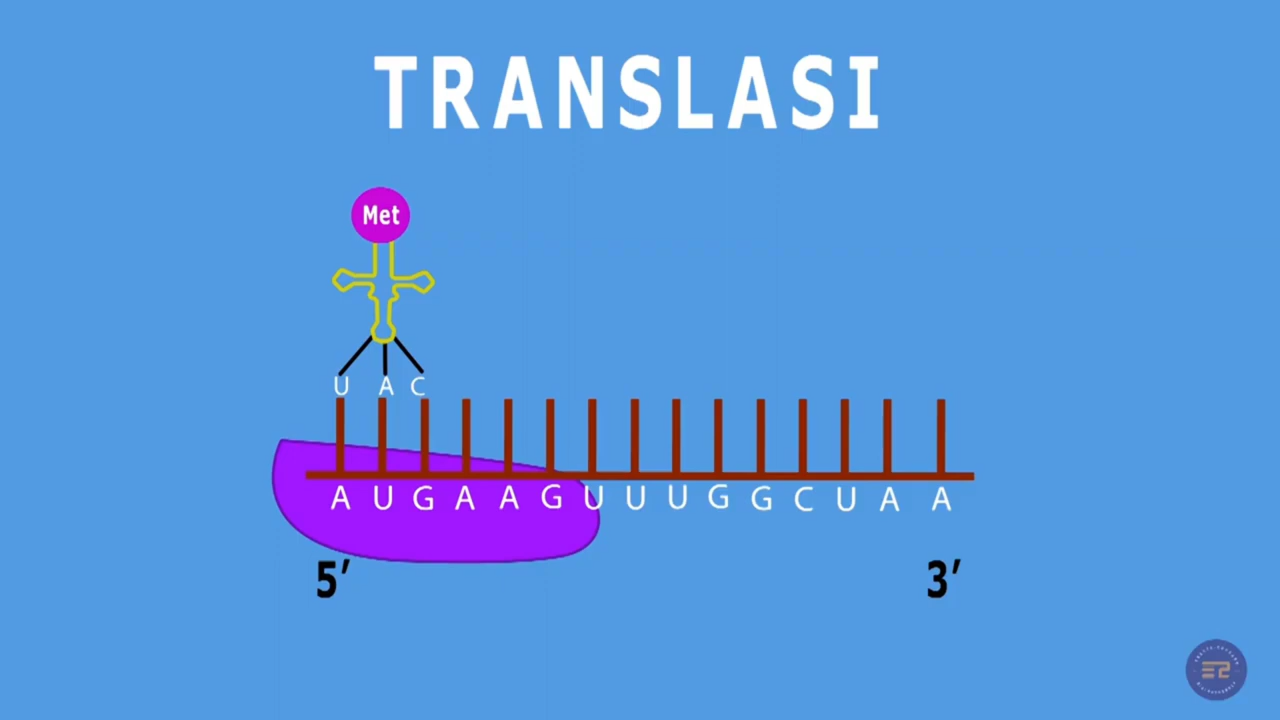 TRANSLASI
Met
U A C
A U G A A G U U U G G C U A A
5' 3'